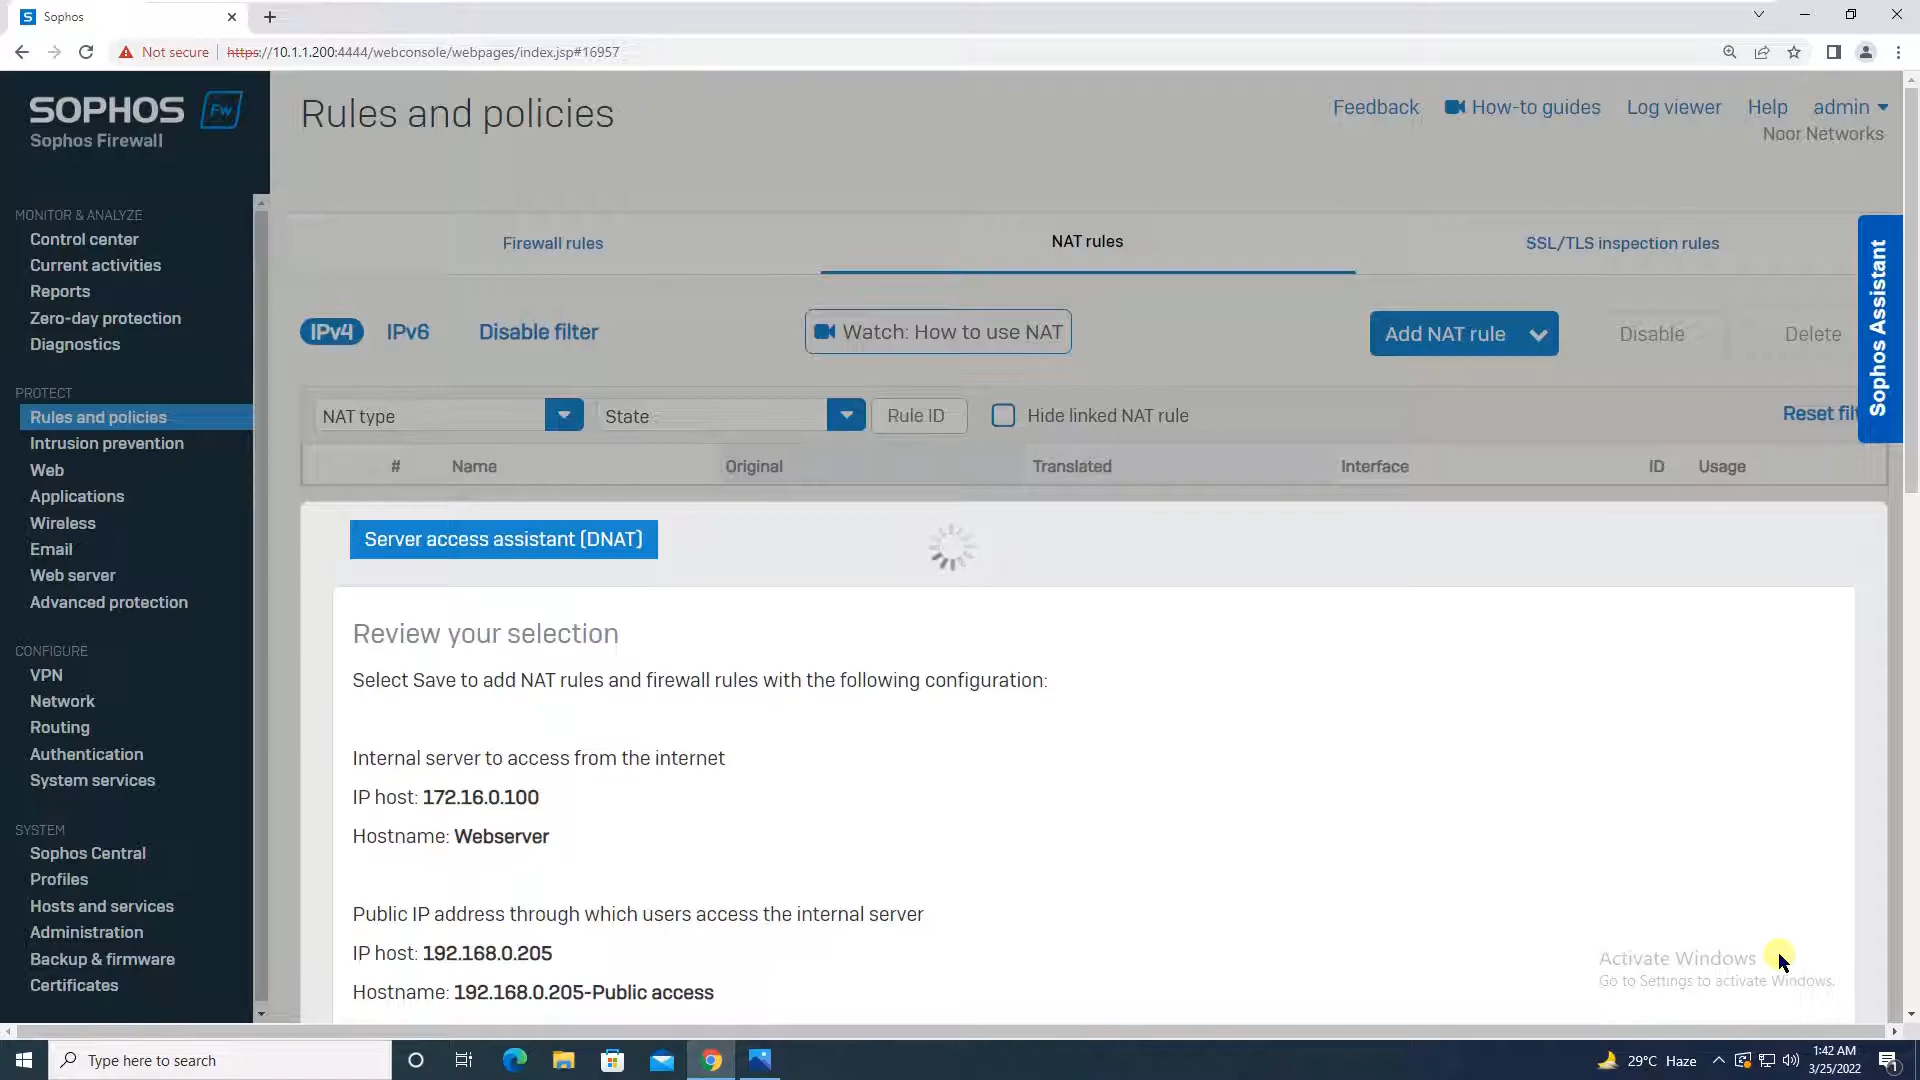 Sophos
Not secure https://10.1.1.200:4444/webconsole/webpages/index.jsp#16957
SOPHOS Fw
Sophos Firewall
Rules and policies
Feedback How-to guides Log viewer Help admin
Noor Networks
MONITOR & ANALYZE
Control center
Current activities
Reports
Zero-day protection
Diagnostics
PROTECT
Rules and policies
Intrusion prevention
Web
Applications
Wireless
Email
Web server
Advanced protection
CONFIGURE
VPN
Network
Routing
Authentication
System services
SYSTEM
Sophos Central
Profiles
Hosts and services
Administration
Backup & firmware
Certificates
Firewall rules NAT rules SSL/TLS inspection rules
Sophos Assistant
IPv4 IPv6 Disable filter Watch: How to use NAT Add NAT rule Disable Delete
NAT type State Rule ID Hide linked NAT rule Reset filt
# Name Original Translated Interface ID Usage
Server access assistant (DNAT)
Review your selection
Select Save to add NAT rules and firewall rules with the following configuration:
Internal server to access from the internet
IP host: 172.16.0.100
Hostname: Webserver
Public IP address through which users access the internal server
IP host: 192.168.0.205
Hostname: 192.168.0.205-Public access
Activate Windows
Go to Settings to activate Windows.
Type here to search
29°C Haze
1:42 AM
3/25/2022
1